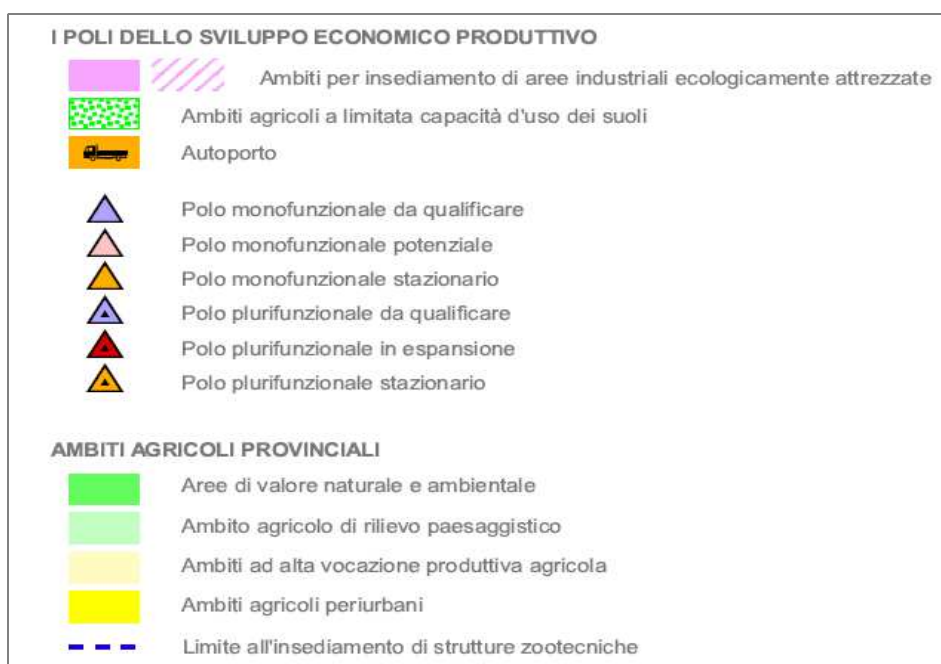 I POLI DELLO SVILUPPO ECONOMICO PRODUTTIVO
Ambiti per insediamento di aree industriali ecologicamente attrezzate
Ambiti agricoli a limitata capacità d'uso dei suoli
Autoporto
Polo monofunzionale da qualificare
Polo monofunzionale potenziale
Polo monofunzionale stazionario
Polo plurifunzionale da qualificare
Polo plurifunzionale in espansione
Polo plurifunzionale stazionario
AMBITI AGRICOLI PROVINCIALI
Aree di valore naturale e ambientale
Ambito agricolo di rilievo paesaggistico
Ambiti ad alta vocazione produttiva agricola
Ambiti agricoli periurbani
Limite all'insediamento di strutture zootecniche